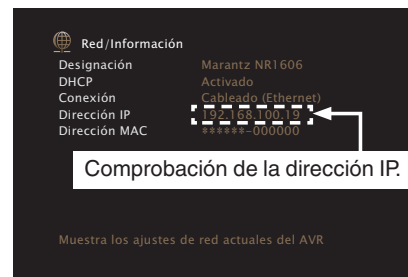 Red/Información
Designación Marantz NR1606
DHCP Activado
Conexión Cableado (Ethernet)
Dirección IP 192.168.100.19
Dirección MAC ******-000000
Comprobación de la dirección IP.
Muestra los ajustes de red actuales del AVR